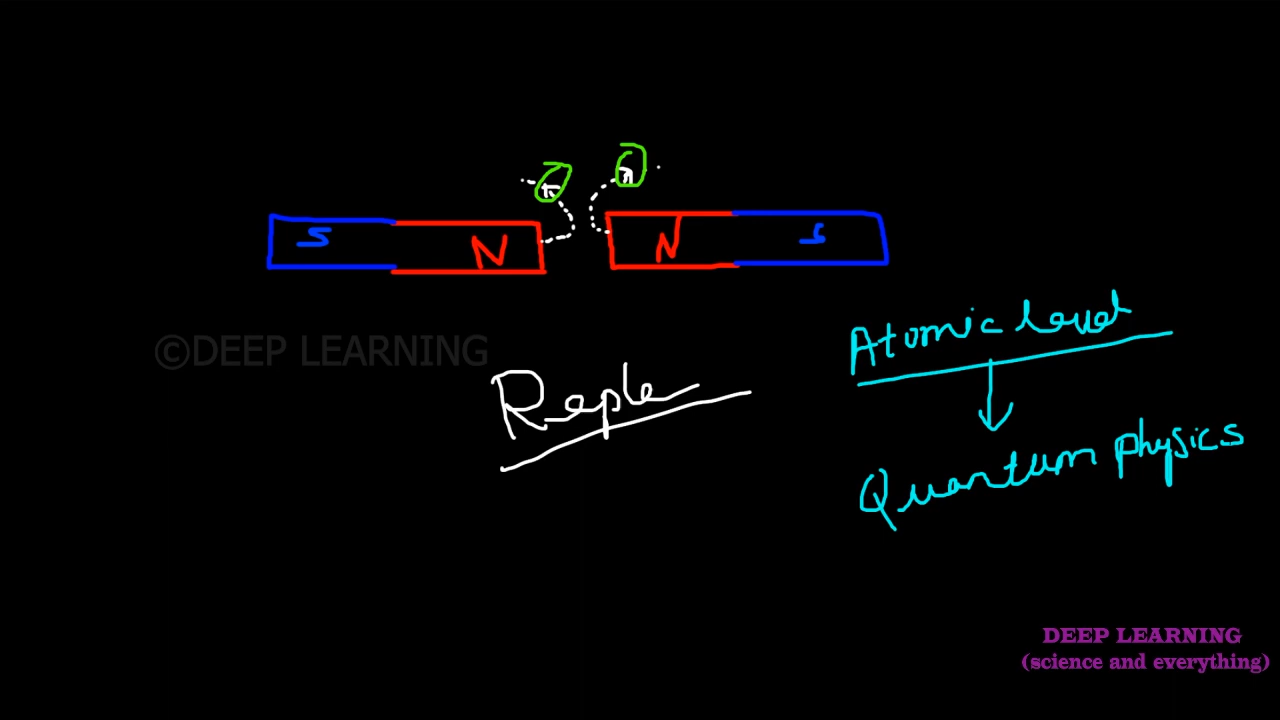 S N N S
©DEEP LEARNING
Reple
Atomic level
Quantum physics
DEEP LEARNING
(science and everything)